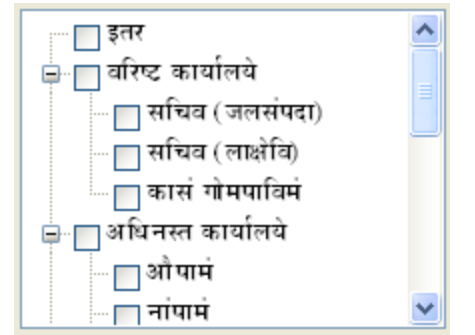 इतर
वरिष्ट कार्यालये
सचिव (जलसंपदा)
सचिव (लाक्षेवि)
कासं गोमपाविमं
अधिनस्त कार्यालये
औपामं
नांपामं